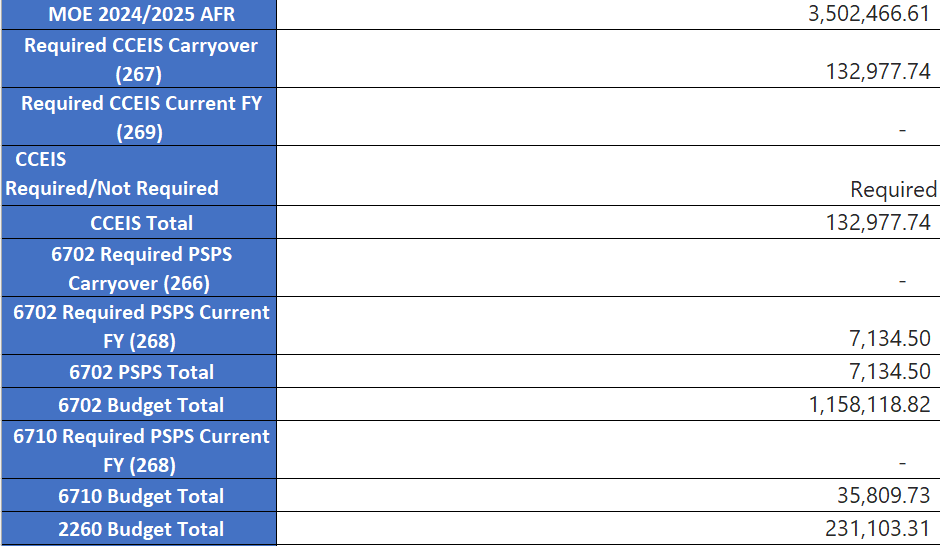 MOE 2024/2025 AFR 3,502,466.61
Required CCEIS Carryover
(267) 132,977.74
Required CCEIS Current FY
(269) -
CCEIS
Required/Not Required Required
CCEIS Total 132,977.74
6702 Required PSPS
Carryover (266) -
6702 Required PSPS Current
FY (268) 7,134.50
6702 PSPS Total 7,134.50
6702 Budget Total 1,158,118.82
6710 Required PSPS Current
FY (268) -
6710 Budget Total 35,809.73
2260 Budget Total 231,103.31